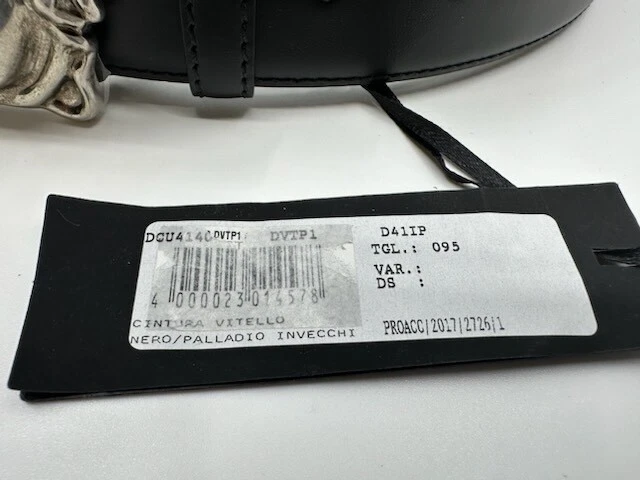 DCU4140 DVTP1 DVTP1
4 000023 014578
CINTURA VITELLO
NERO/PALLADIO INVECCHI
D41IP
TGL.: 095
VAR.:
DS :
PROACC/2017/2726/1